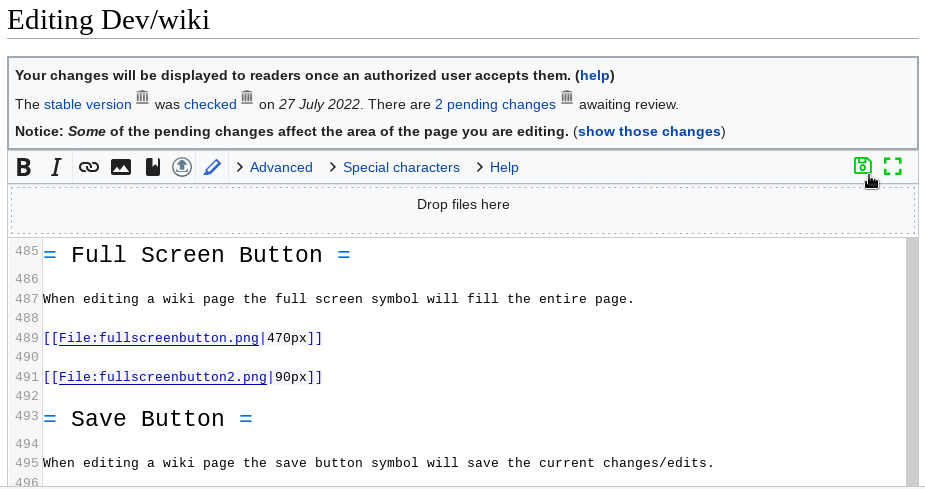 Editing Dev/wiki
Your changes will be displayed to readers once an authorized user accepts them. (help)
The stable version was checked on 27 July 2022. There are 2 pending changes awaiting review.
Notice: Some of the pending changes affect the area of the page you are editing. (show those changes)
B I Advanced Special characters Help
Drop files here
485 = Full Screen Button =
486
487 When editing a wiki page the full screen symbol will fill the entire page.
488
489 [[File:fullscreenbutton.png|470px]]
490
491 [[File:fullscreenbutton2.png|90px]]
492
493 = Save Button =
494
495 When editing a wiki page the save button symbol will save the current changes/edits.
496